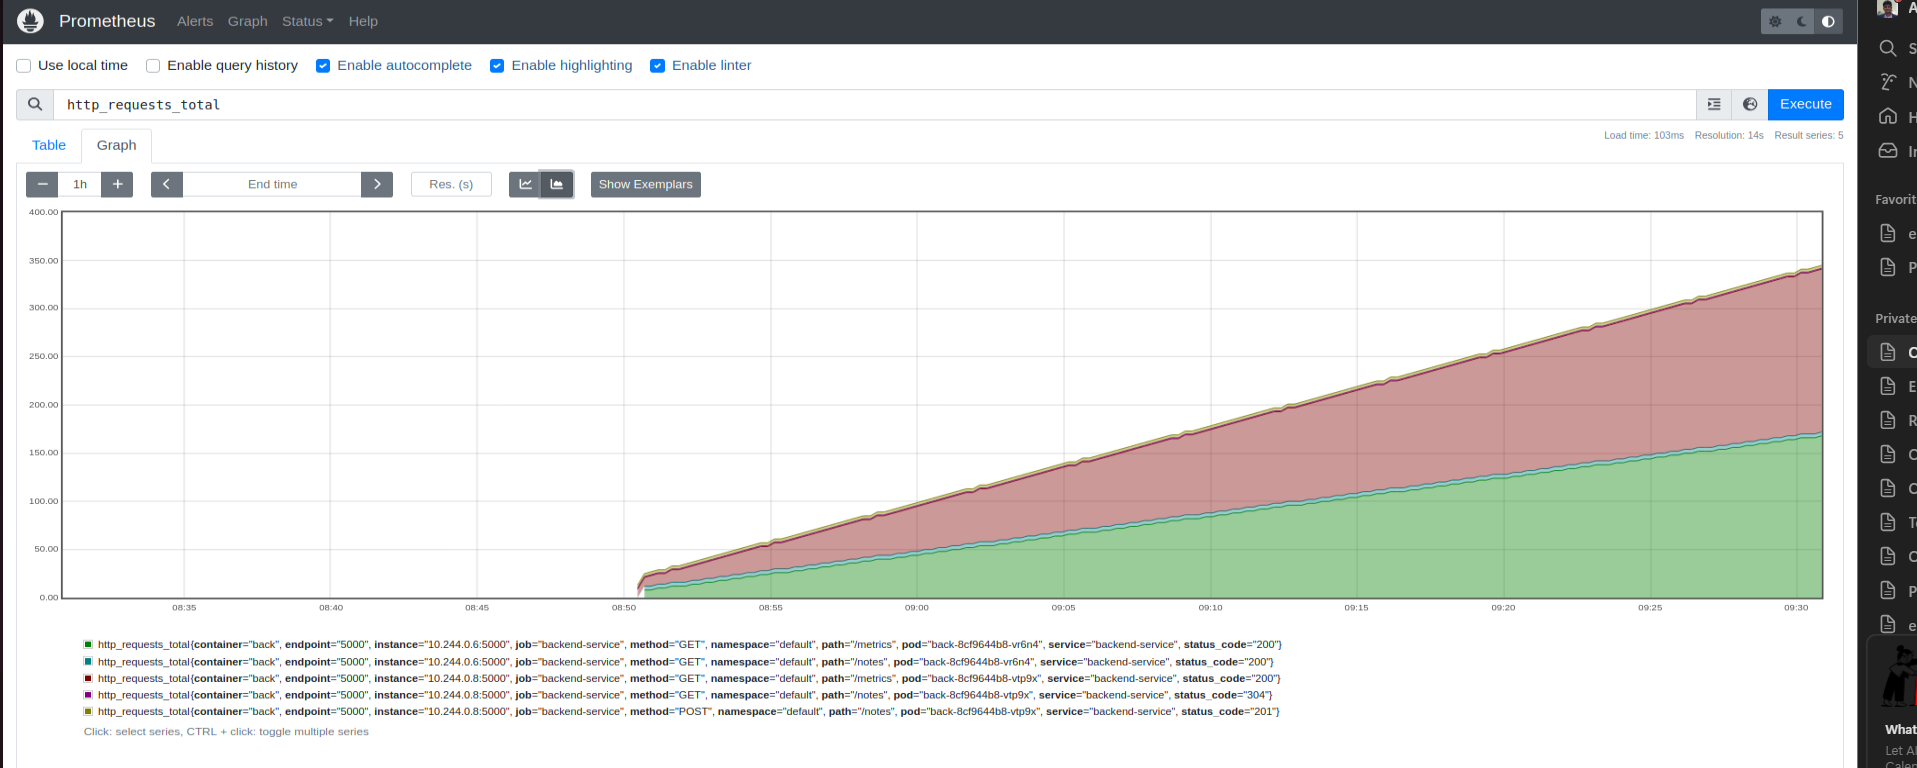 Prometheus Alerts Graph Status Help
Use local time Enable query history Enable autocomplete Enable highlighting Enable linter
http_requests_total
Execute
Load time: 103ms Resolution: 14s Result series: 5
Table Graph
1h End time Res. (s) Show Exemplars
400.00
350.00
300.00
250.00
200.00
150.00
100.00
50.00
0.00
08:35 08:40 08:45 08:50 08:55 09:00 09:05 09:10 09:15 09:20 09:25 09:30
http_requests_total{container="back", endpoint="5000", instance="10.244.0.6:5000", job="backend-service", method="GET", namespace="default", path="/metrics", pod="back-8cf9644b8-vr6n4", service="backend-service", status_code="200"}
http_requests_total{container="back", endpoint="5000", instance="10.244.0.6:5000", job="backend-service", method="GET", namespace="default", path="/notes", pod="back-8cf9644b8-vr6n4", service="backend-service", status_code="200"}
http_requests_total{container="back", endpoint="5000", instance="10.244.0.8:5000", job="backend-service", method="GET", namespace="default", path="/metrics", pod="back-8cf9644b8-vtp9x", service="backend-service", status_code="200"}
http_requests_total{container="back", endpoint="5000", instance="10.244.0.8:5000", job="backend-service", method="GET", namespace="default", path="/notes", pod="back-8cf9644b8-vtp9x", service="backend-service", status_code="304"}
http_requests_total{container="back", endpoint="5000", instance="10.244.0.8:5000", job="backend-service", method="POST", namespace="default", path="/notes", pod="back-8cf9644b8-vtp9x", service="backend-service", status_code="201"}
Click: select series, CTRL + click: toggle multiple series
Favorit
Private
What
Let A
Caler